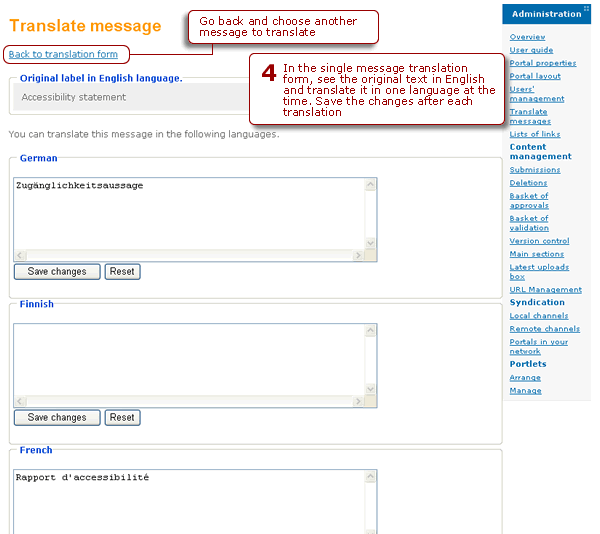 Translate message
Go back and choose another
message to translate
Back to translation form
Original label in English language.
Accessibility statement
4
In the single message translation
form, see the original text in English
and translate it in one language at the
time. Save the changes after each
translation
You can translate this message in the following languages.
German
Zugänglichkeitsaussage
Save changes
Reset
Finnish
Save changes
Reset
French
Rapport d'accessibilité
Administration
Overview
User guide
Portal properties
Portal layout
Users'
management
Translate
messages
Lists of links
Content
management
Submissions
Deletions
Basket of
approvals
Basket of
validation
Version control
Main sections
Latest uploads
box
URL Management
Syndication
Local channels
Remote channels
Portals in your
network
Portlets
Arrange
Manage